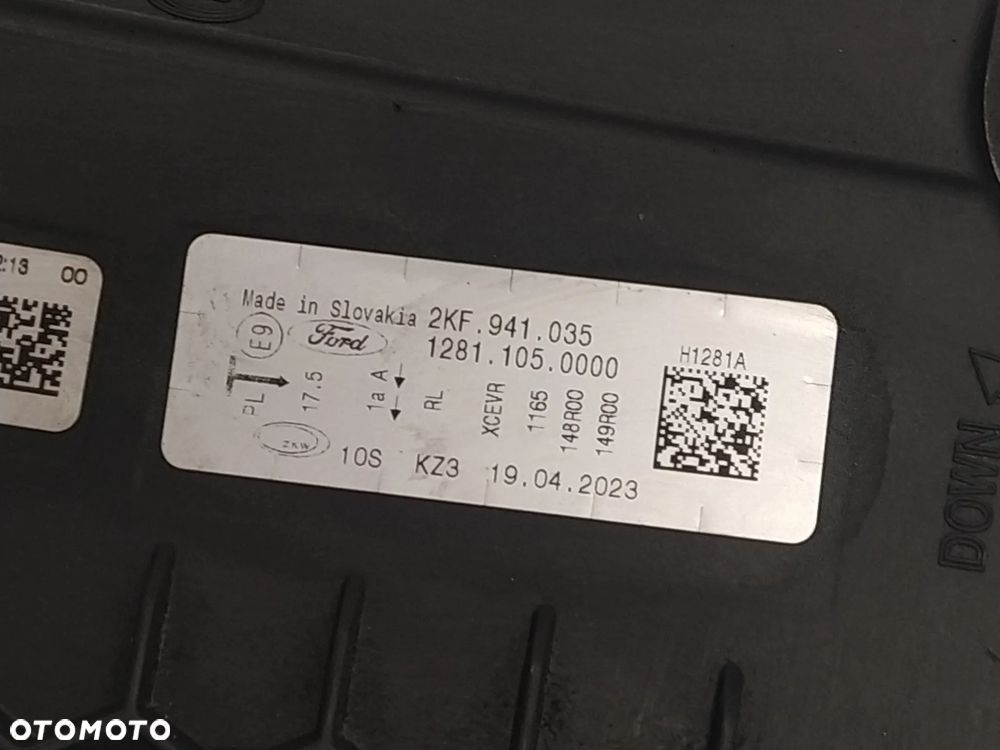 2:13 00
Made in Slovakia 2KF.941.035
E9 Ford 1281.105.0000
H1281A
PL
17.5
1a A
RL
XCEVR
1165
148R00
149R00
ZKW 10S KZ3 19.04.2023
DOWN
OTOMOTO